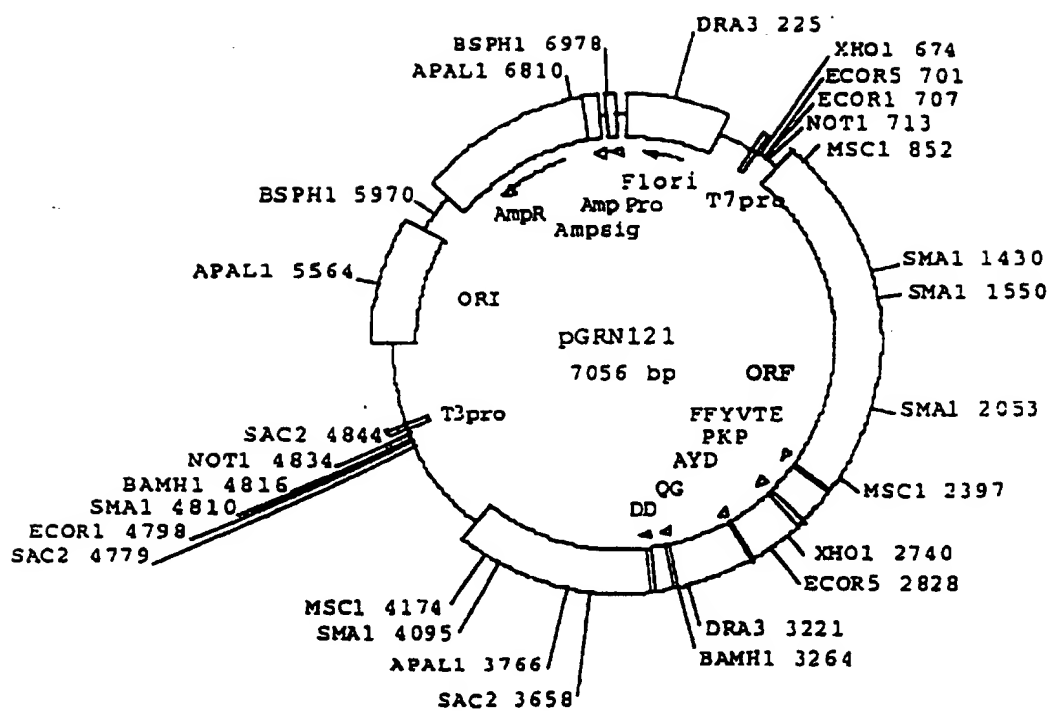 DRA3 225
BSPH1 6978
XHO1 674
APAL1 6810
ECOR5 701
ECOR1 707
NOT1 713
MSC1 852
Flori
BSPH1 5970
T7pro
AmpR
Amp Pro
Ampsig
SMA1 1430
APAL1 5564
SMA1 1550
ORI
pGRN121
7056 bp
ORF
SMA1 2053
T3pro
FFYVTE
SAC2 4844
PKP
NOT1 4834
AYD
BAMH1 4816
QG
MSC1 2397
SMA1 4810
DD
ECOR1 4798
SAC2 4779
XHO1 2740
ECOR5 2828
MSC1 4174
SMA1 4095
DRA3 3221
APAL1 3766
BAMH1 3264
SAC2 3658